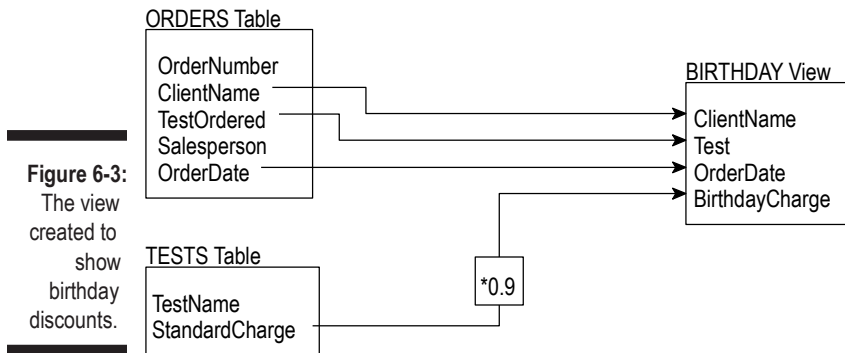 ORDERS Table
OrderNumber
ClientName
TestOrdered
Salesperson
OrderDate
BIRTHDAY View
ClientName
Test
OrderDate
BirthdayCharge
Figure 6-3:
The view
created to
show
birthday
discounts.
TESTS Table
TestName
StandardCharge
*0.9